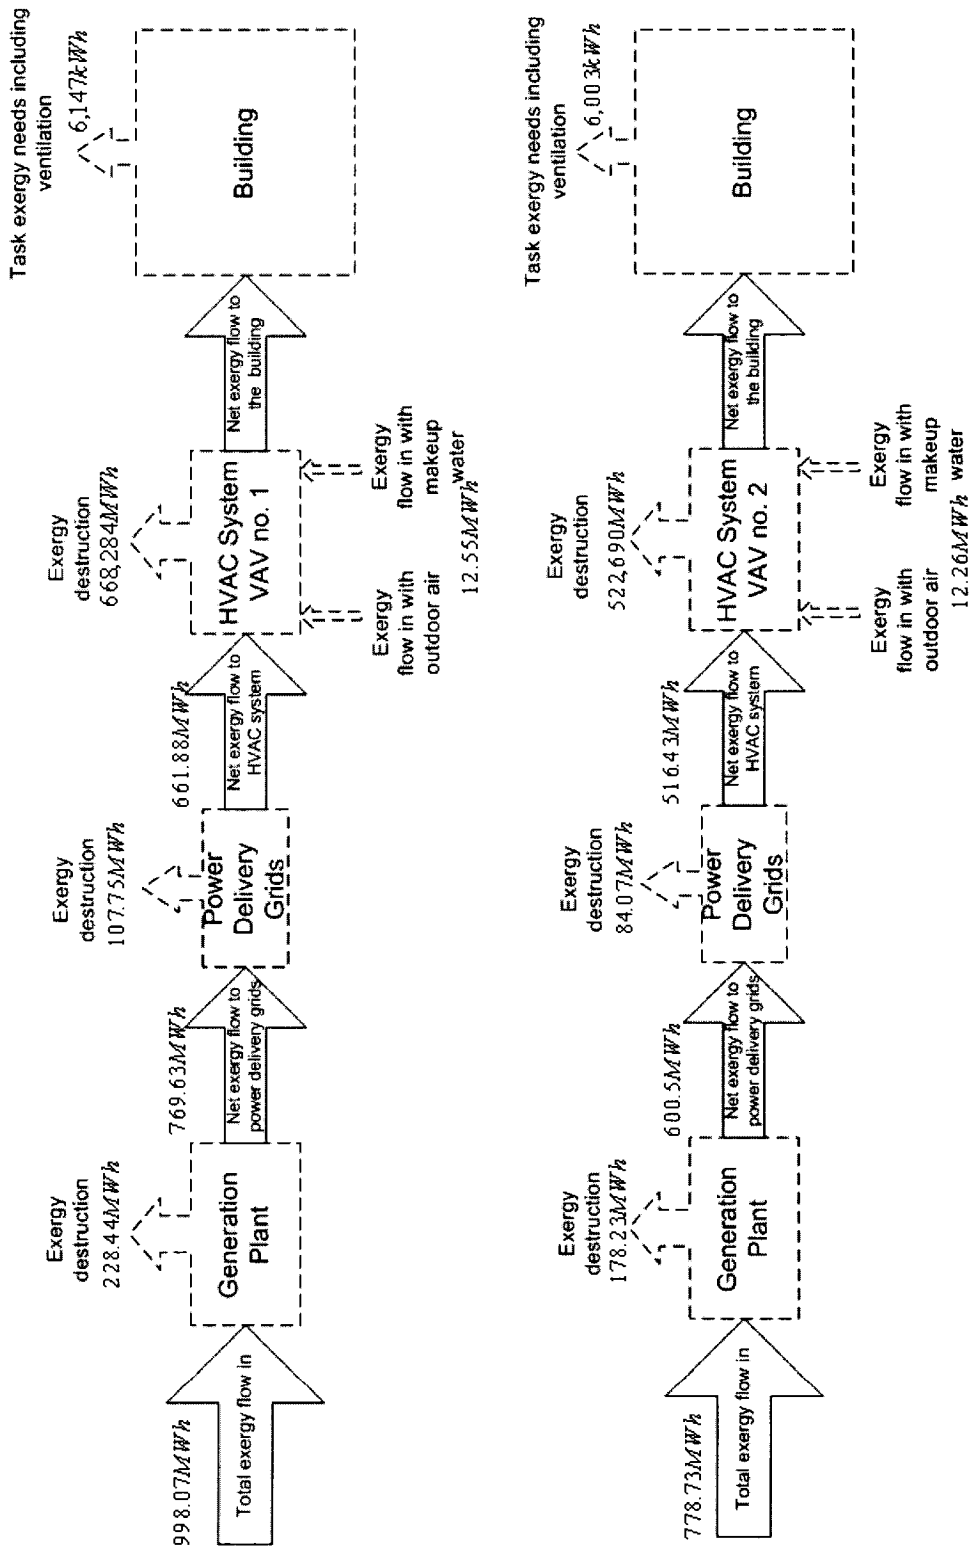 998.07MWh
Total exergy flow in
Exergy
destruction
228.44MWh
Generation
Plant
769.63MWh
Net exergy flow to
power delivery grids
Exergy
destruction
107.75MWh
Power
Delivery
Grids
661.88MWh
Net exergy flow to
HVAC system
Exergy
destruction
668,284MWh
HVAC System
VAV no. 1
Exergy
flow in with
outdoor air
Exergy
flow in with
makeup
water
12.55MWh
Net exergy flow to
the building
Task exergy needs including
ventilation
6,147kWh
Building
778.73MWh
Total exergy flow in
Exergy
destruction
178.23MWh
Generation
Plant
600.5MWh
Net exergy flow to
power delivery grids
Exergy
destruction
84.07MWh
Power
Delivery
Grids
516.43MWh
Net exergy flow to
HVAC system
Exergy
destruction
522,690MWh
HVAC System
VAV no. 2
Exergy
flow in with
outdoor air
Exergy
flow in with
makeup
water
12.26MWh
Net exergy flow to
the building
Task exergy needs including
ventilation
6,003kWh
Building